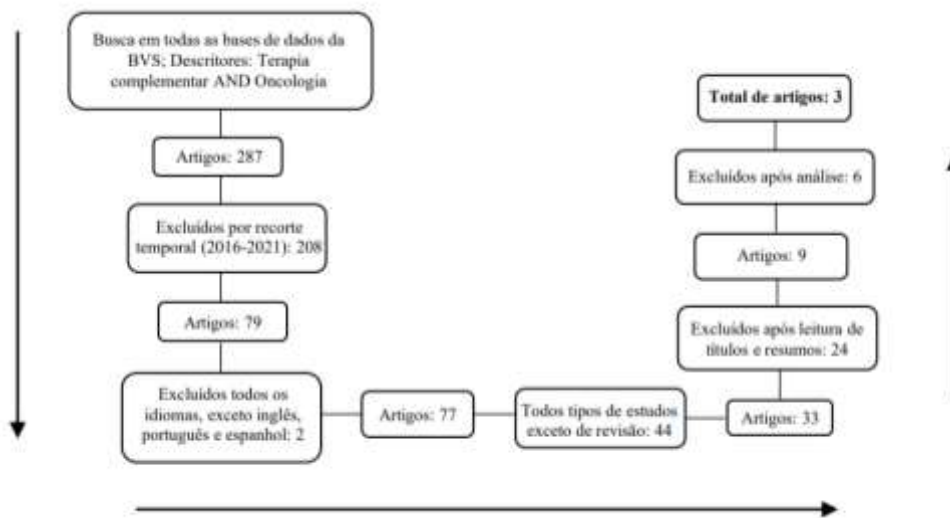 Busca em todas as bases de dados da
BVS; Descritores: Terapia
complementar AND Oncologia
Artigos: 287
Excluídos por recorte
temporal (2016-2021): 208
Artigos: 79
Excluídos todos os
idiomas, exceto inglês,
português e espanhol: 2
Artigos: 77
Todos tipos de estudos
exceto de revisão: 44
Artigos: 33
Excluídos após leitura de
títulos e resumos: 24
Artigos: 9
Excluídos após análise: 6
Total de artigos: 3